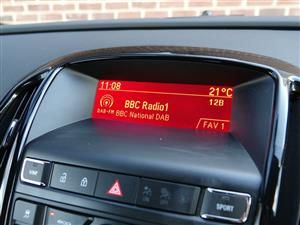 11:08 21°C
12B
BBC Radio1
DAB-FM BBC National DAB
FAV 1
SPORT